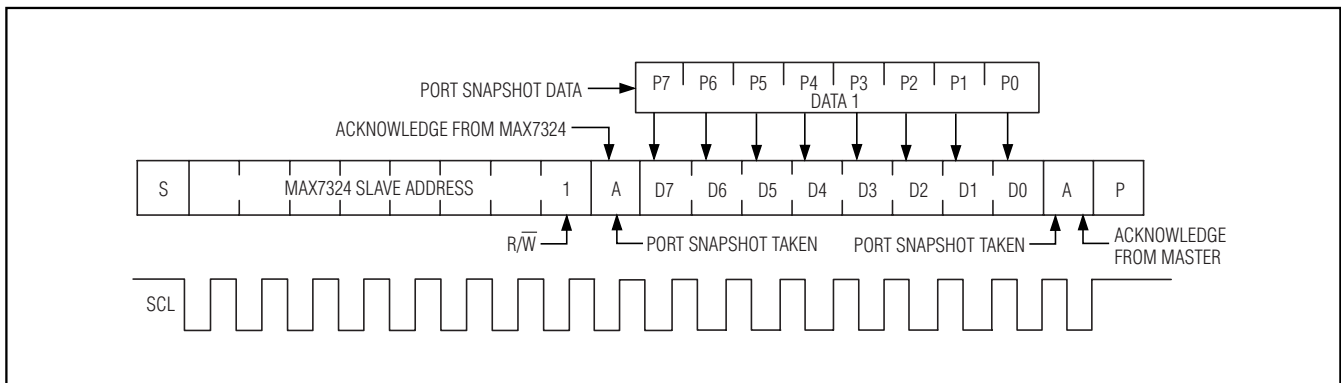 P7 P6 P5 P4 P3 P2 P1 P0
PORT SNAPSHOT DATA
DATA 1
ACKNOWLEDGE FROM MAX7324
S MAX7324 SLAVE ADDRESS 1 A D7 D6 D5 D4 D3 D2 D1 D0 A P
R/W̅ PORT SNAPSHOT TAKEN PORT SNAPSHOT TAKEN ACKNOWLEDGE
FROM MASTER
SCL